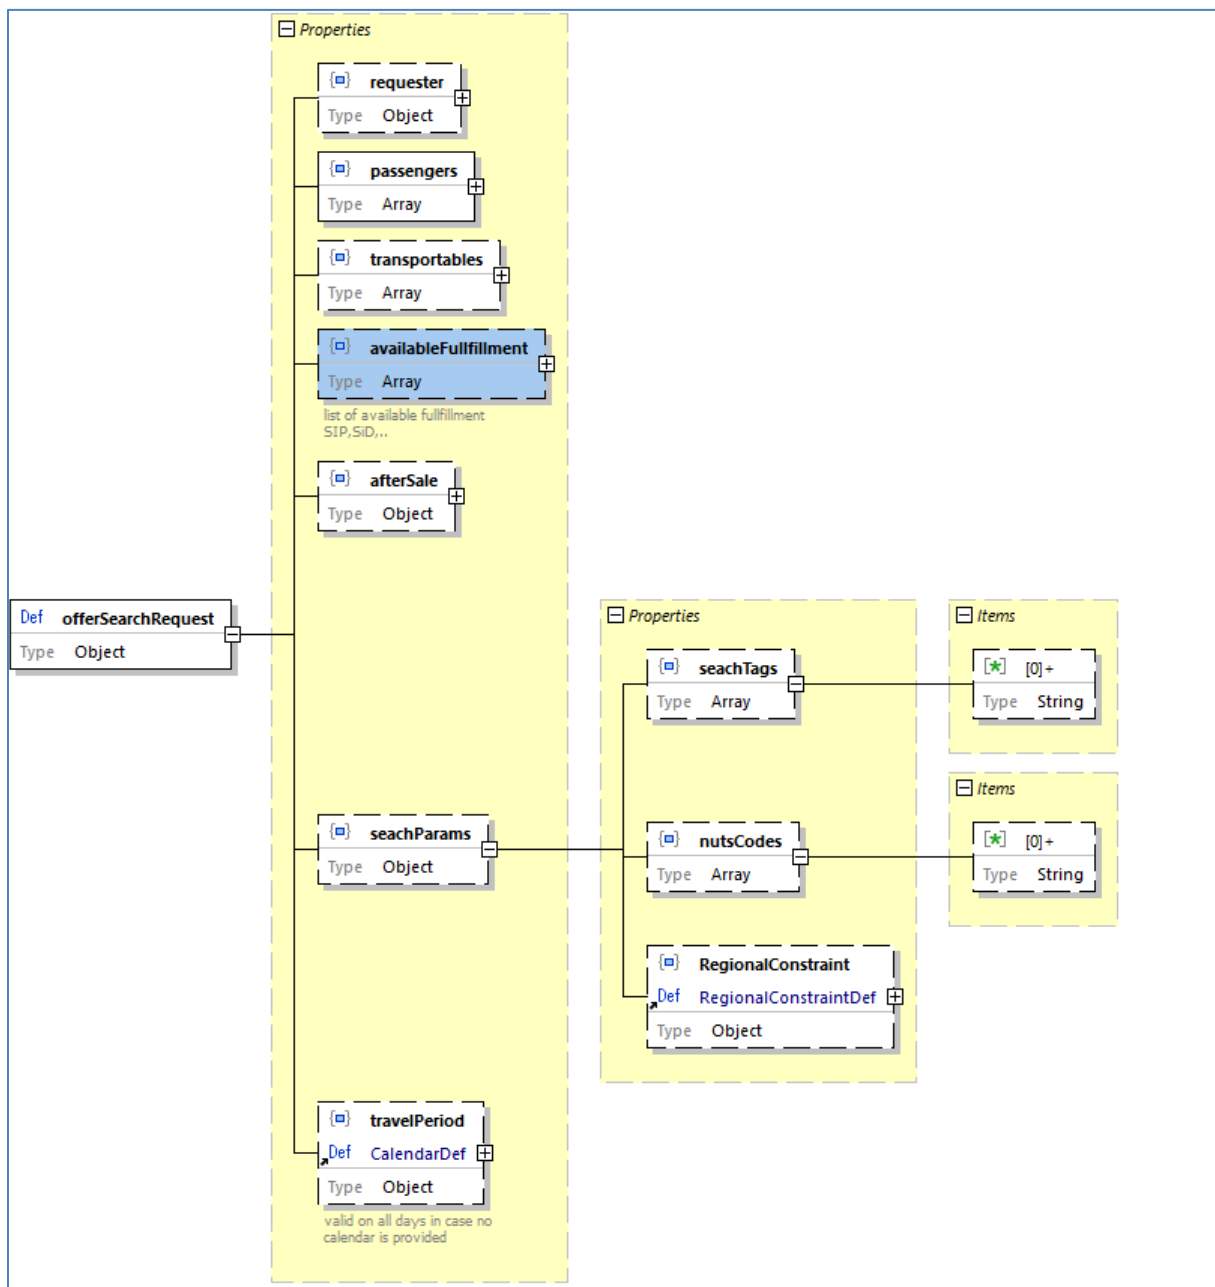 Properties
requester
Type Object
passengers
Type Array
transportables
Type Array
availableFullfillment
Type Array
list of available fullfillment
SIP,SiD,..
afterSale
Type Object
Def offerSearchRequest
Type Object
seachParams
Type Object
travelPeriod
Def CalendarDef
Type Object
valid on all days in case no
calendar is provided
Properties
seachTags
Type Array
nutsCodes
Type Array
RegionalConstraint
Def RegionalConstraintDef
Type Object
Items
[*] [0]+
Type String
Items
[*] [0]+
Type String